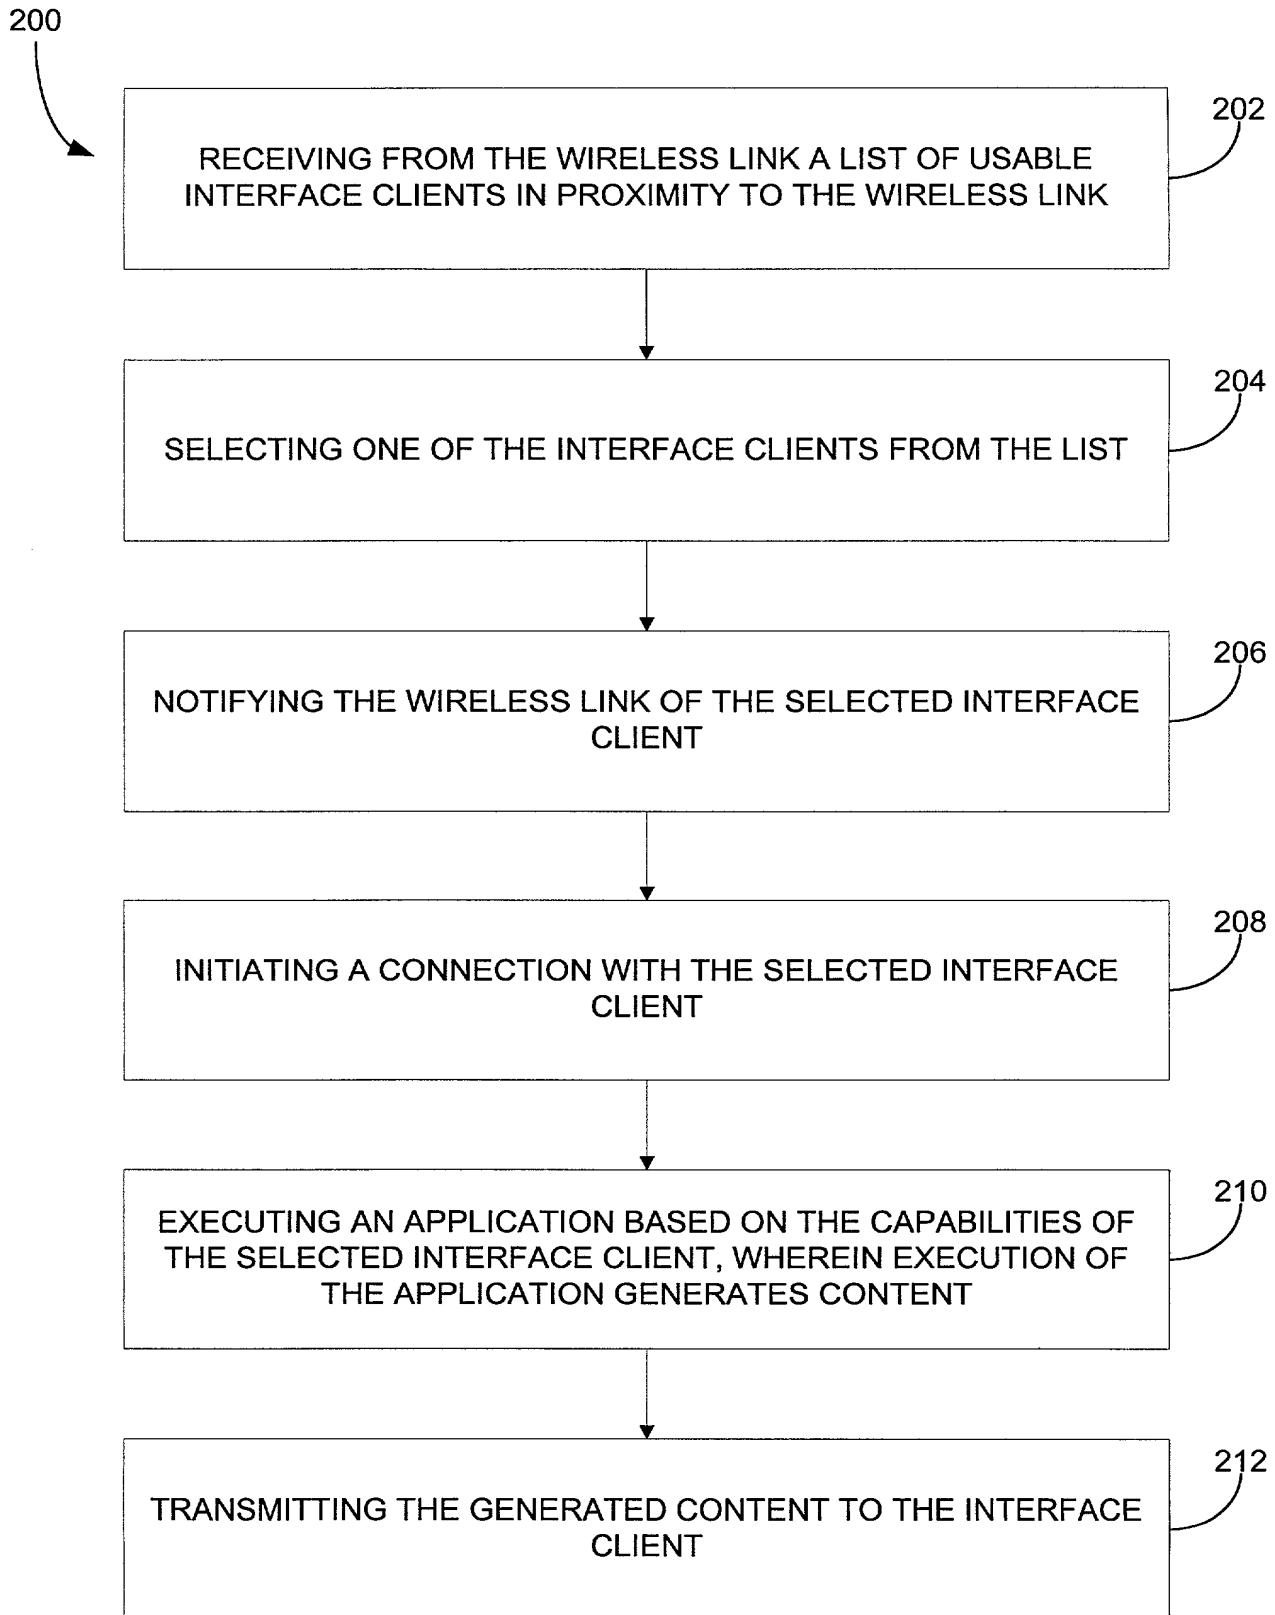 200
202
RECEIVING FROM THE WIRELESS LINK A LIST OF USABLE
INTERFACE CLIENTS IN PROXIMITY TO THE WIRELESS LINK
204
SELECTING ONE OF THE INTERFACE CLIENTS FROM THE LIST
206
NOTIFYING THE WIRELESS LINK OF THE SELECTED INTERFACE
CLIENT
208
INITIATING A CONNECTION WITH THE SELECTED INTERFACE
CLIENT
210
EXECUTING AN APPLICATION BASED ON THE CAPABILITIES OF
THE SELECTED INTERFACE CLIENT, WHEREIN EXECUTION OF
THE APPLICATION GENERATES CONTENT
212
TRANSMITTING THE GENERATED CONTENT TO THE INTERFACE
CLIENT